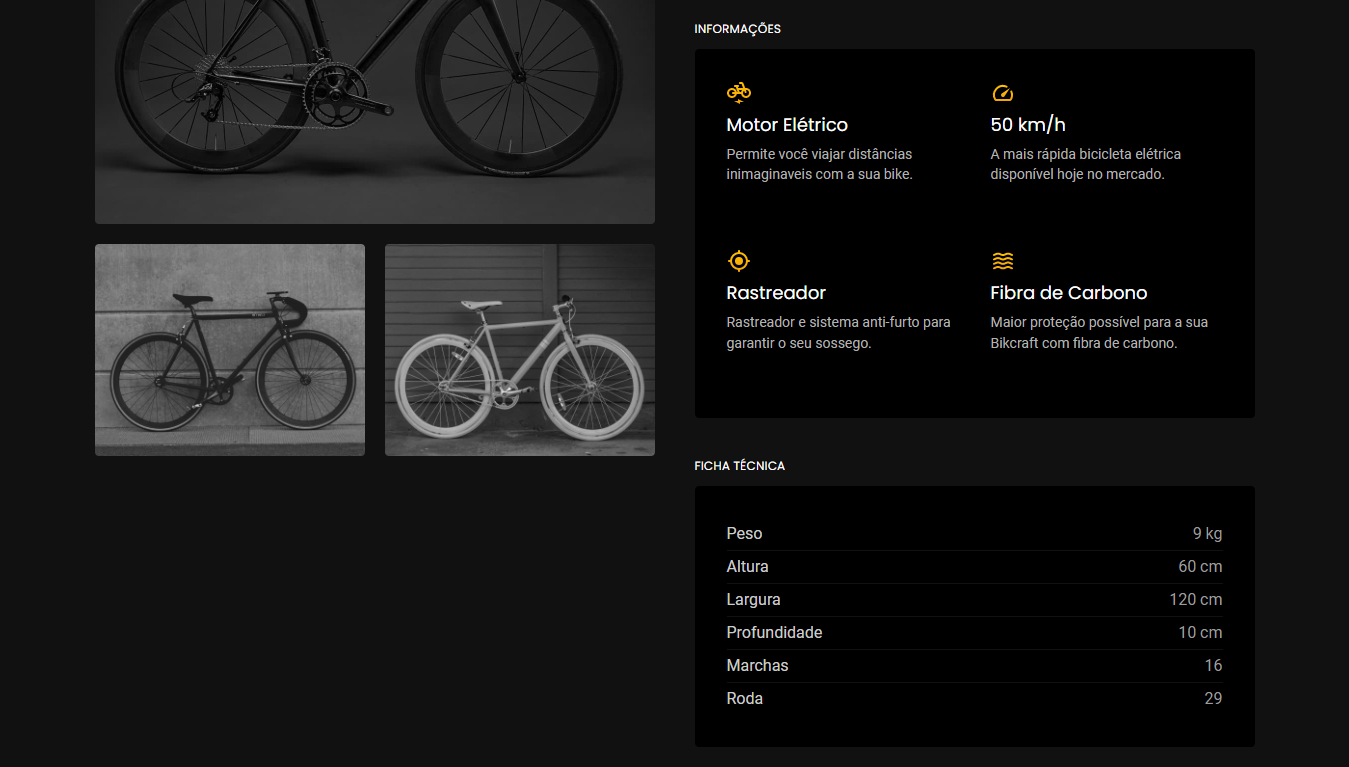 INFORMAÇÕES
Motor Elétrico
Permite você viajar distâncias
inimaginaveis com a sua bike.
50 km/h
A mais rápida bicicleta elétrica
disponível hoje no mercado.
Rastreador
Rastreador e sistema anti-furto para
garantir o seu sossego.
Fibra de Carbono
Maior proteção possível para a sua
Bikcraft com fibra de carbono.
FICHA TÉCNICA
Peso 9 kg
Altura 60 cm
Largura 120 cm
Profundidade 10 cm
Marchas 16
Roda 29